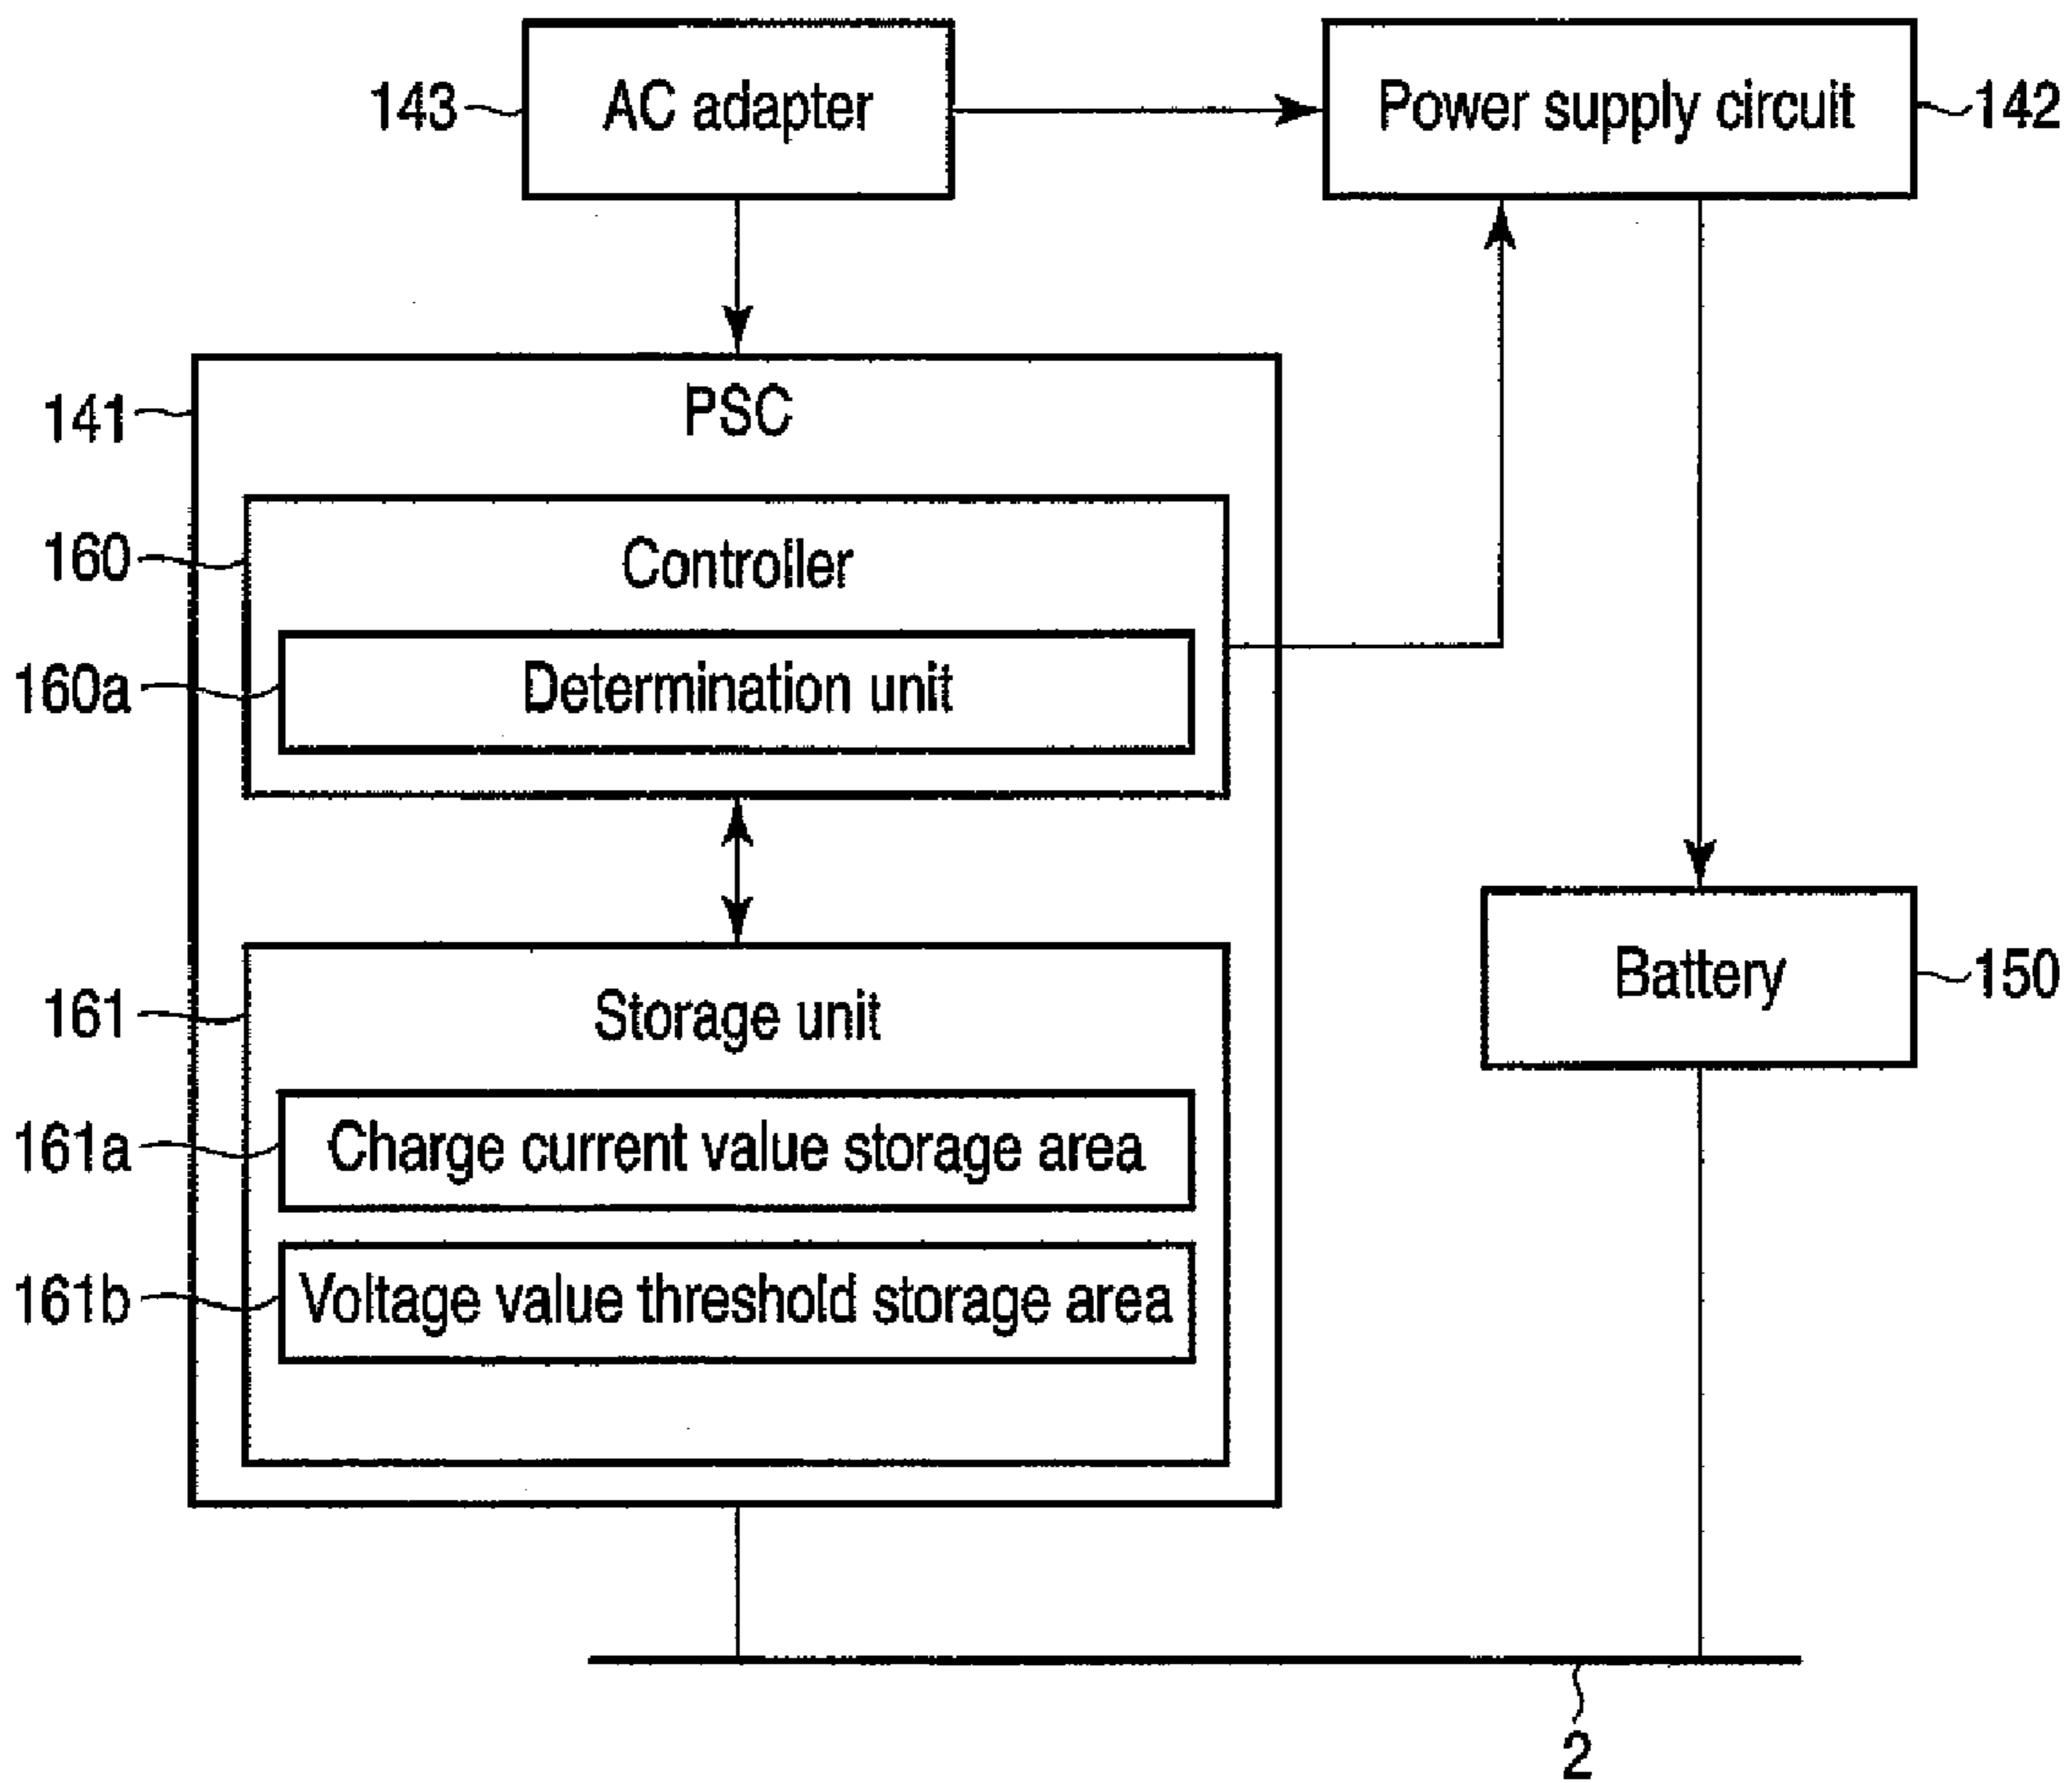 143
AC adapter
Power supply circuit
142
141
PSC
160
Controller
160a
Determination unit
161
Storage unit
Battery
150
161a
Charge current value storage area
161b
Voltage value threshold storage area
2